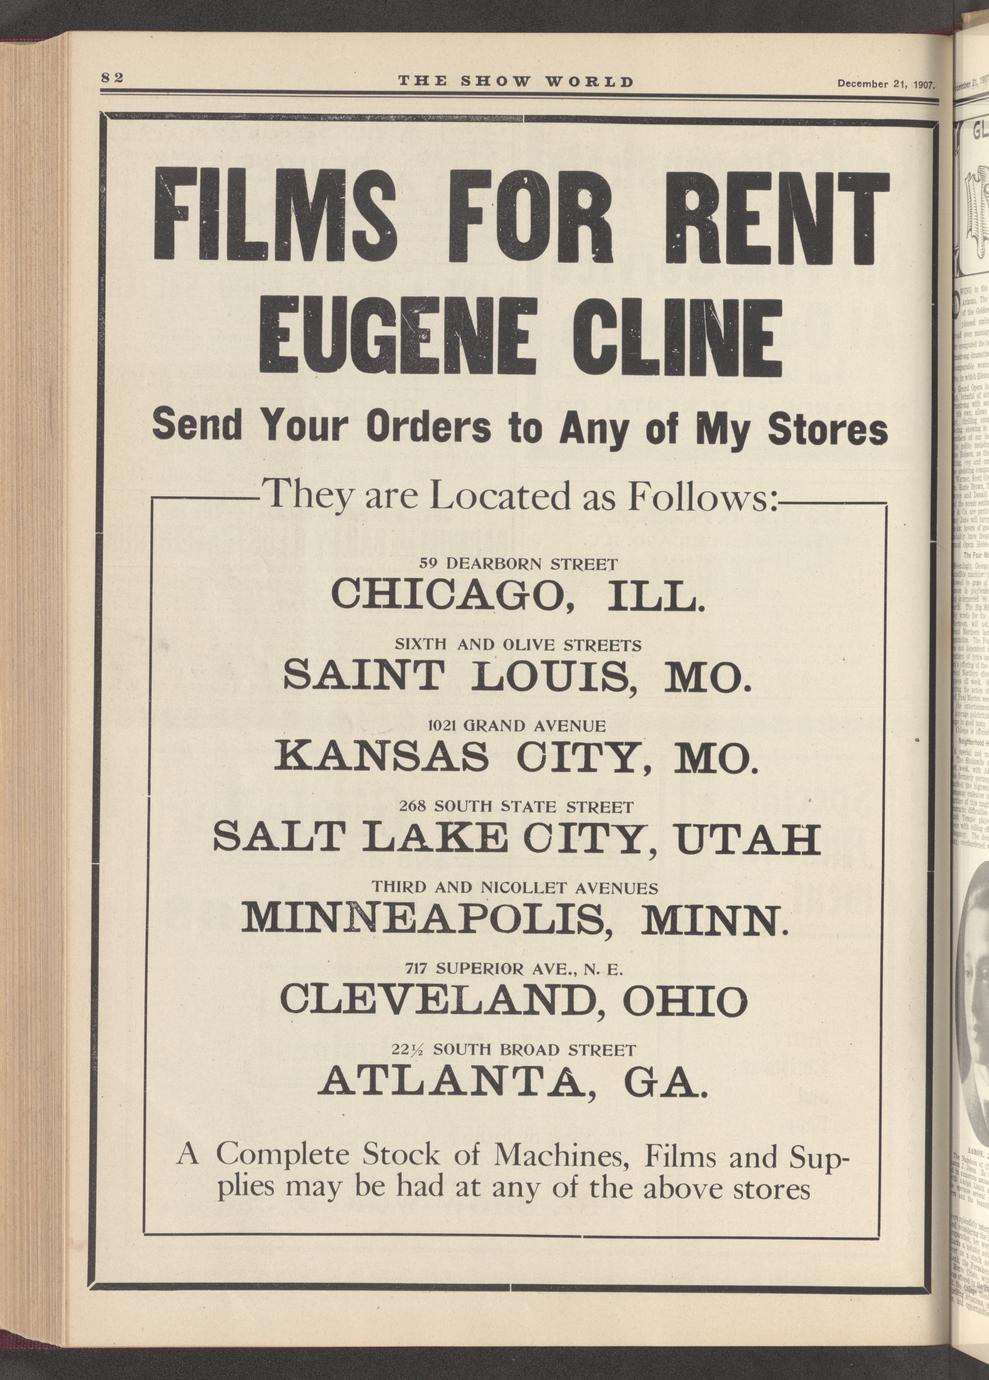 82
THE SHOW WORLD
December 21, 1907.
FILMS FOR RENT
EUGENE CLINE
Send Your Orders to Any of My Stores
They are Located as Follows:
59 DEARBORN STREET
CHICAGO, ILL.
SIXTH AND OLIVE STREETS
SAINT LOUIS, MO.
1021 GRAND AVENUE
KANSAS CITY, MO.
268 SOUTH STATE STREET
SALT LAKE CITY, UTAH
THIRD AND NICOLLET AVENUES
MINNEAPOLIS, MINN.
717 SUPERIOR AVE., N. E.
CLEVELAND, OHIO
22½ SOUTH BROAD STREET
ATLANTA, GA.
A Complete Stock of Machines, Films and Sup-
plies may be had at any of the above stores